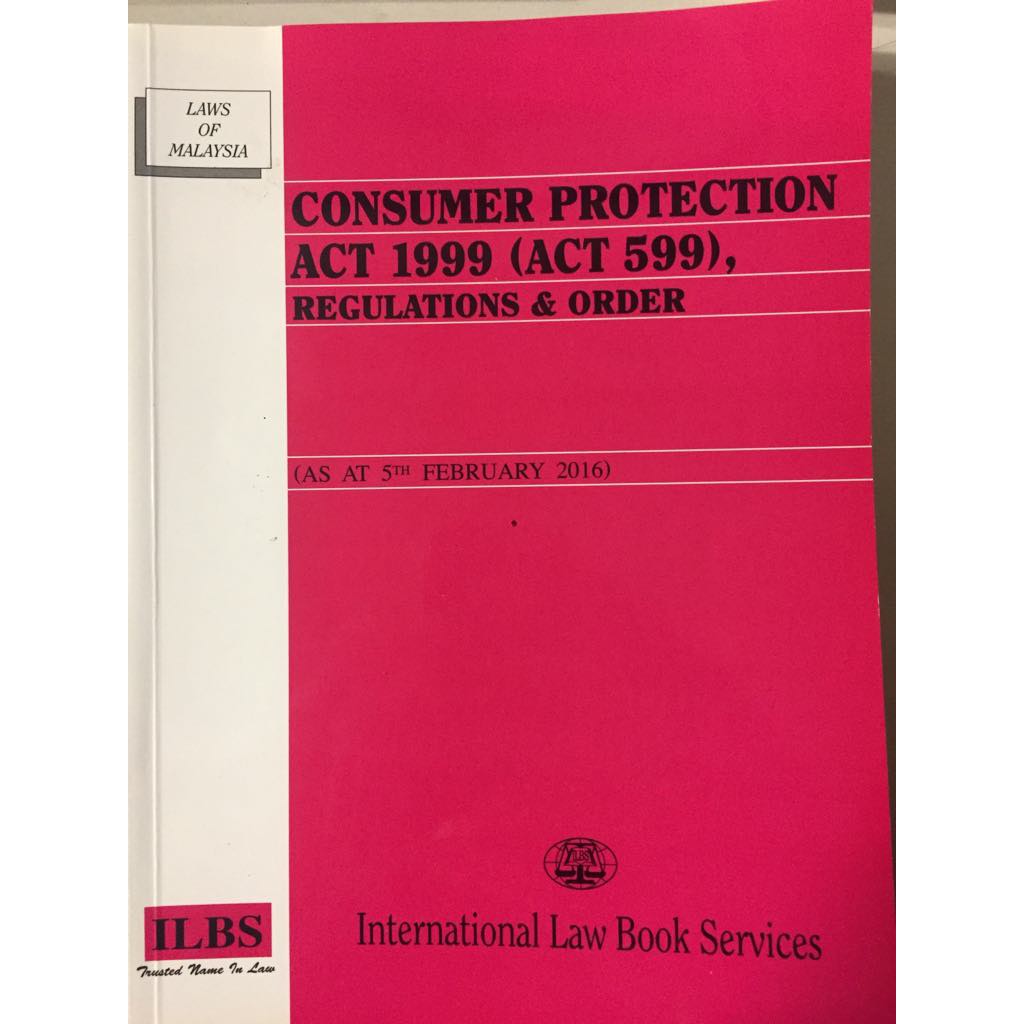 LAWS
OF
MALAYSIA
CONSUMER PROTECTION
ACT 1999 (ACT 599),
REGULATIONS & ORDER
(AS AT 5TH FEBRUARY 2016)
ILBS
International Law Book Services
ILBS
Trusted Name In Law